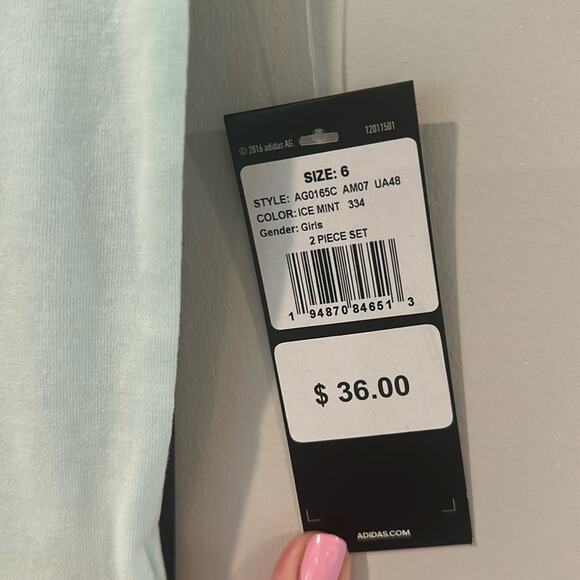 © 2016 adidas AG. 12011501
SIZE: 6
STYLE: AG0165C AM07 UA48
COLOR: ICE MINT 334
Gender: Girls
2 PIECE SET
1 94870 84651 3
$ 36.00
ADIDAS.COM